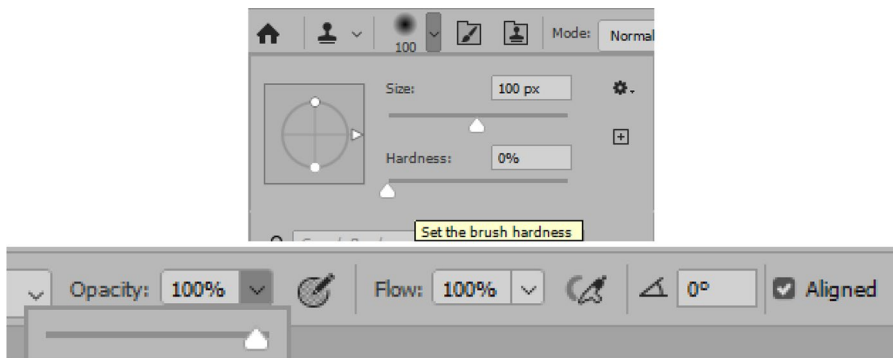 100
Mode: Normal
Size: 100 px
Hardness: 0%
Set the brush hardness
Opacity: 100% Flow: 100% 0° Aligned